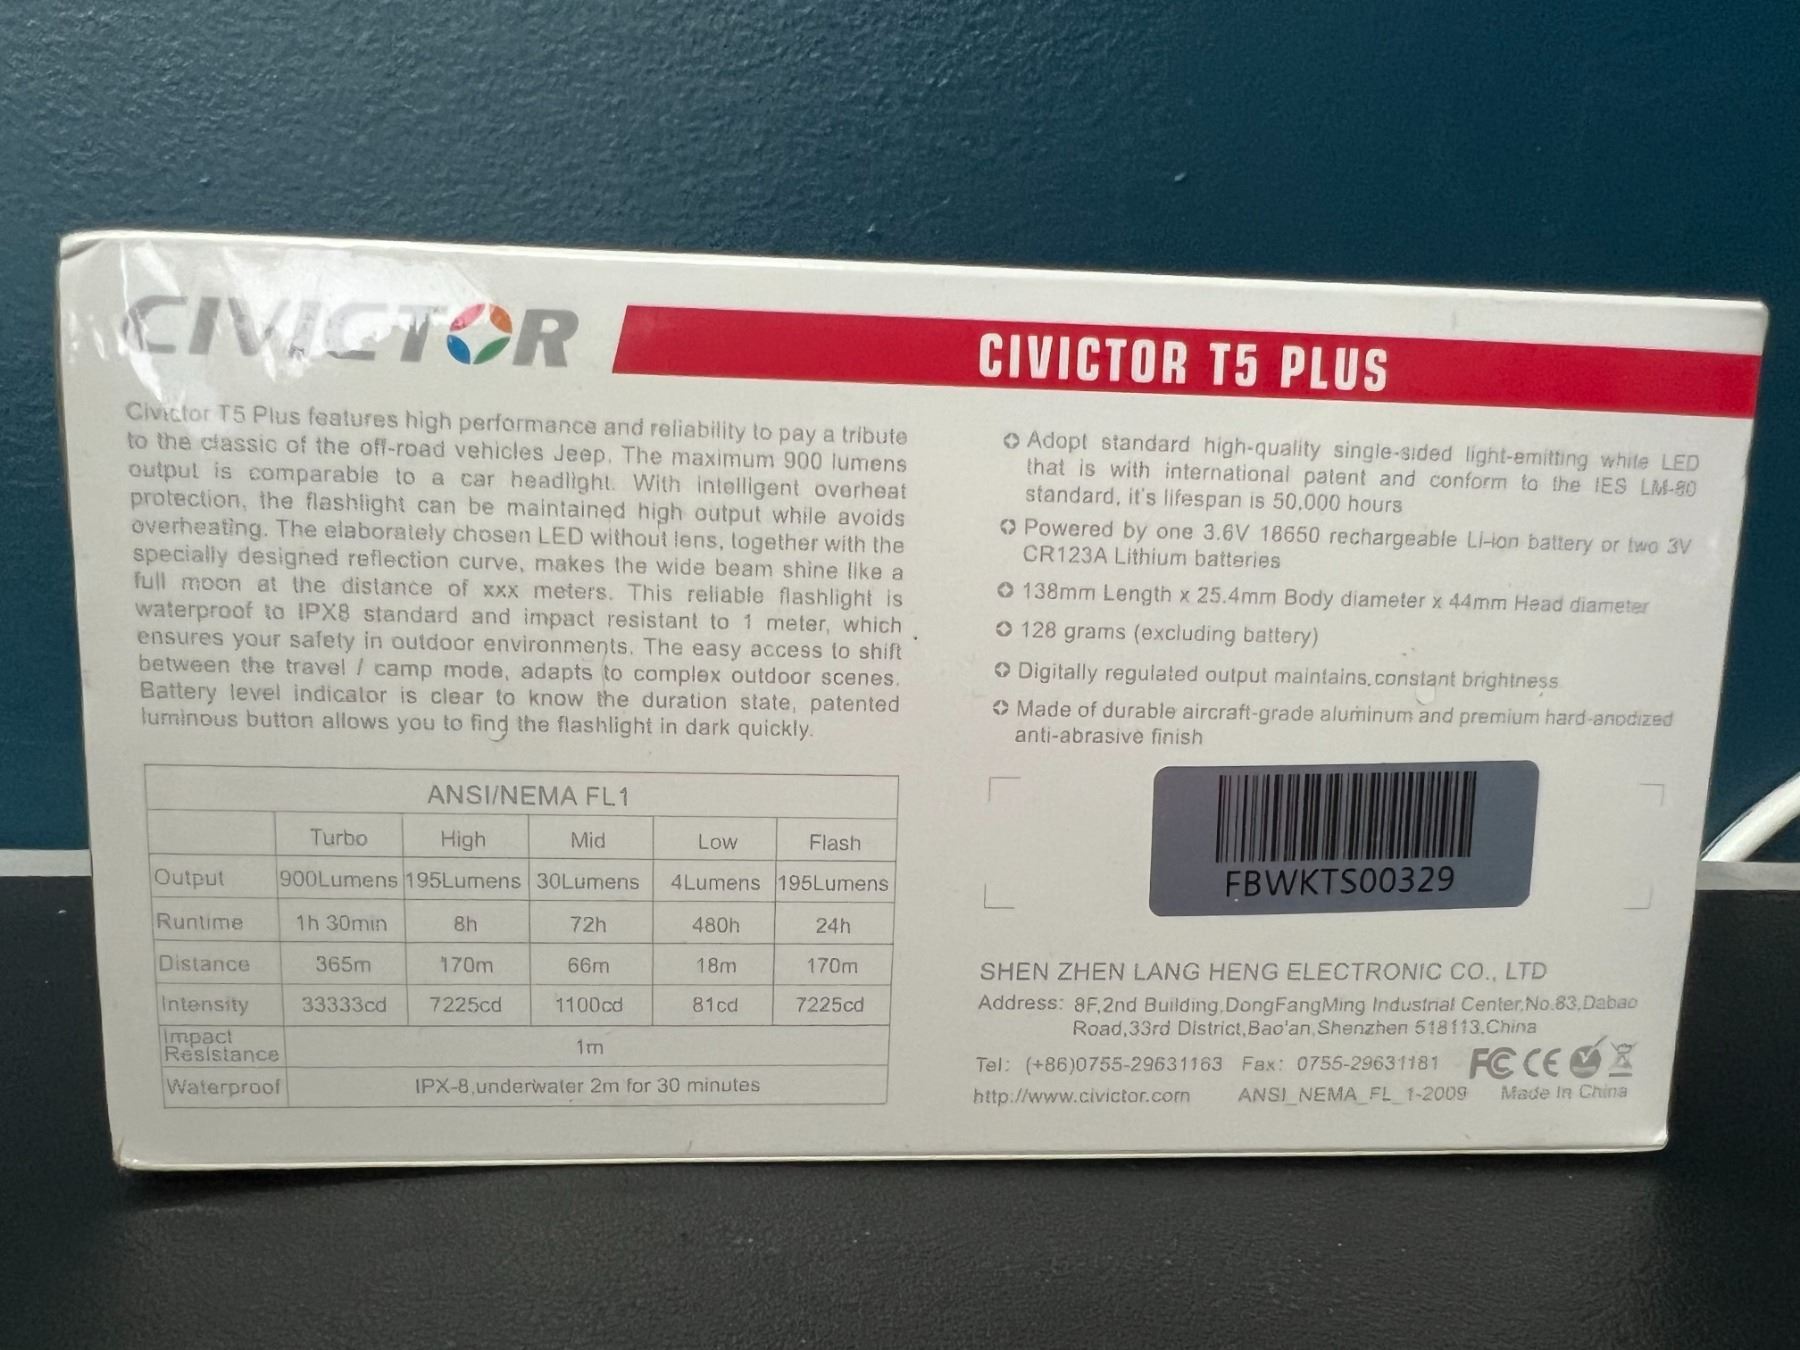 CIVICTOR
CIVICTOR T5 PLUS
Civictor T5 Plus features high performance and reliability to pay a tribute
to the classic of the off-road vehicles Jeep. The maximum 900 lumens
output is comparable to a car headlight. With intelligent overheat
protection, the flashlight can be maintained high output while avoids
overheating. The elaborately chosen LED without lens, together with the
specially designed reflection curve, makes the wide beam shine like a
full moon at the distance of xxx meters. This reliable flashlight is
waterproof to IPX8 standard and impact resistant to 1 meter, which
ensures your safety in outdoor environments. The easy access to shift
between the travel / camp mode, adapts to complex outdoor scenes.
Battery level indicator is clear to know the duration state, patented
luminous button allows you to find the flashlight in dark quickly.
ANSI/NEMA FL1
Turbo High Mid Low Flash
Output 900Lumens 195Lumens 30Lumens 4Lumens 195Lumens
Runtime 1h 30min 8h 72h 480h 24h
Distance 365m 170m 66m 18m 170m
Intensity 33333cd 7225cd 1100cd 81cd 7225cd
Impact
Resistance 1m
Waterproof IPX-8,underwater 2m for 30 minutes
Adopt standard high-quality single-sided light-emitting white LED
that is with international patent and conform to the IES LM-80
standard, it's lifespan is 50,000 hours
Powered by one 3.6V 18650 rechargeable Li-ion battery or two 3V
CR123A Lithium batteries
138mm Length x 25.4mm Body diameter x 44mm Head diameter
128 grams (excluding battery)
Digitally regulated output maintains, constant brightness
Made of durable aircraft-grade aluminum and premium hard-anodized
anti-abrasive finish
FBWKTS00329
SHEN ZHEN LANG HENG ELECTRONIC CO., LTD
Address: 8F,2nd Building,DongFangMing Industrial Center,No.83,Dabao
Road,33rd District,Bao'an,Shenzhen 518113,China
Tel: (+86)0755-29631163 Fax: 0755-29631181 FC CE
http://www.civictor.com ANSI_NEMA_FL_1-2009 Made In China